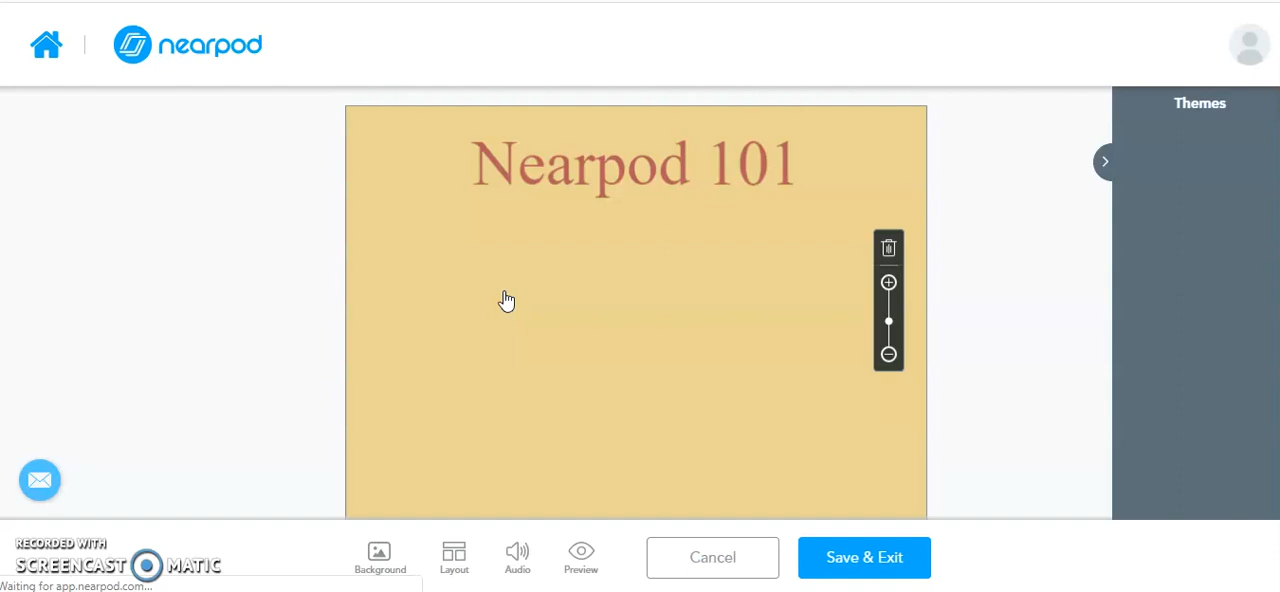 nearpod
Themes
Nearpod 101
RECORDED WITH
SCREENCAST MATIC
Background
Layout
Audio
Preview
Cancel
Save & Exit
Waiting for app.nearpod.com...